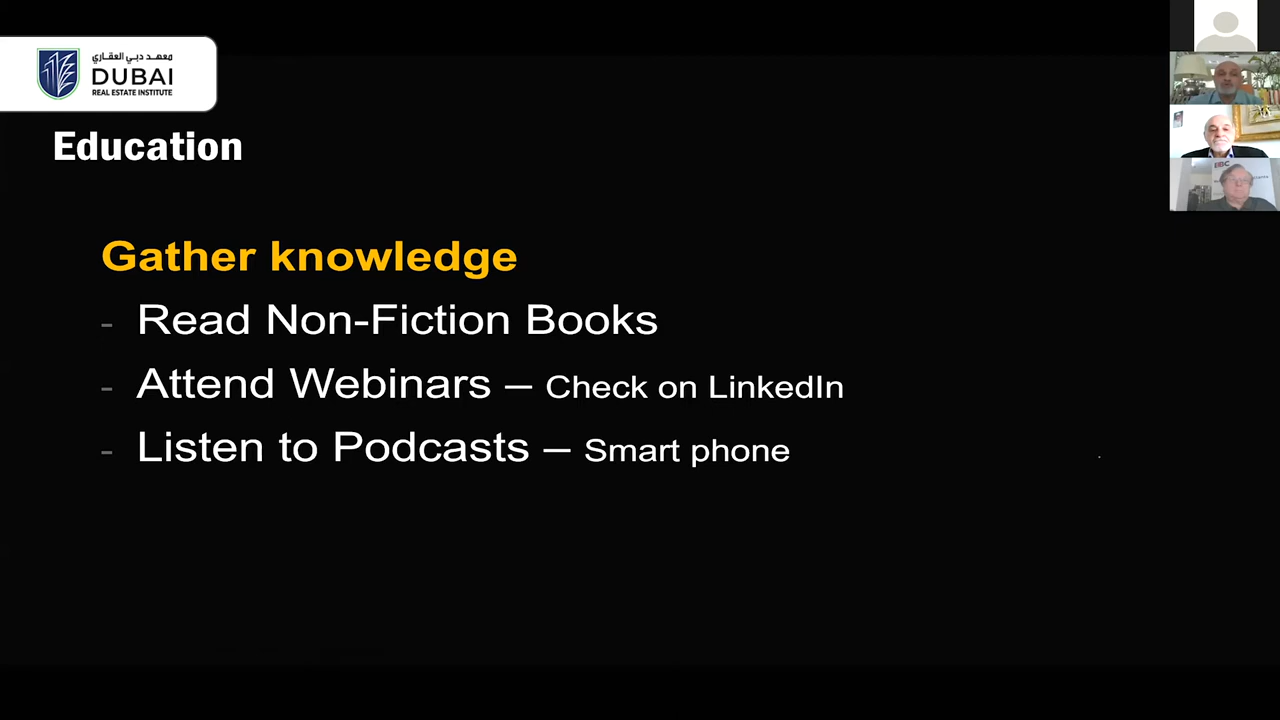 معهد دبي العقاري
DUBAI
REAL ESTATE INSTITUTE
Education
Gather knowledge
- Read Non-Fiction Books
- Attend Webinars – Check on LinkedIn
- Listen to Podcasts – Smart phone